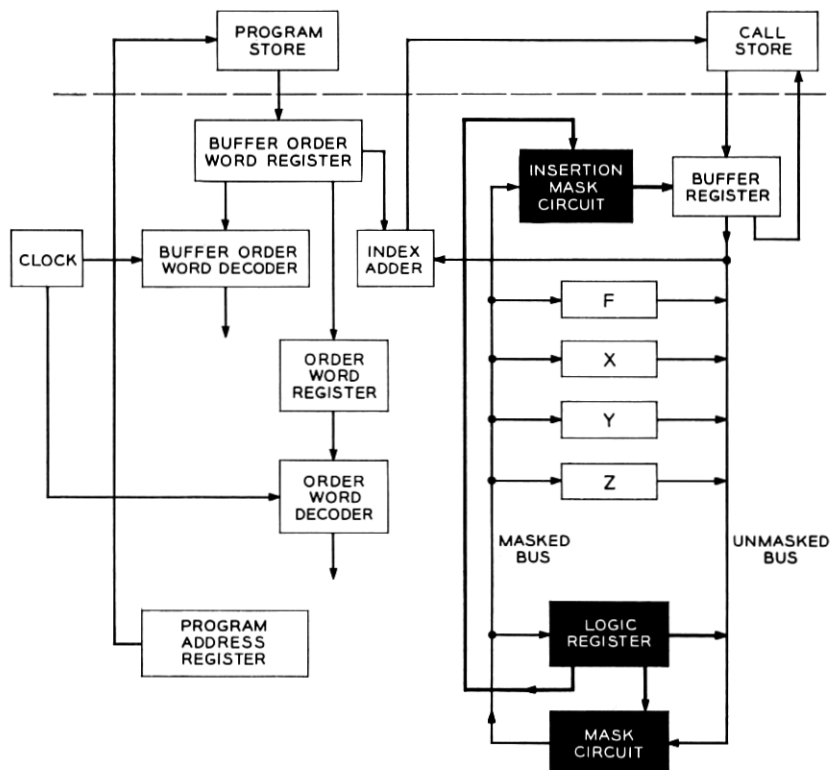 PROGRAM
STORE
CALL
STORE
BUFFER ORDER
WORD REGISTER
INSERTION
MASK
CIRCUIT
BUFFER
REGISTER
CLOCK
BUFFER ORDER
WORD DECODER
INDEX
ADDER
F
ORDER
WORD
REGISTER
X
Y
ORDER
WORD
DECODER
Z
MASKED
BUS
UNMASKED
BUS
PROGRAM
ADDRESS
REGISTER
LOGIC
REGISTER
MASK
CIRCUIT